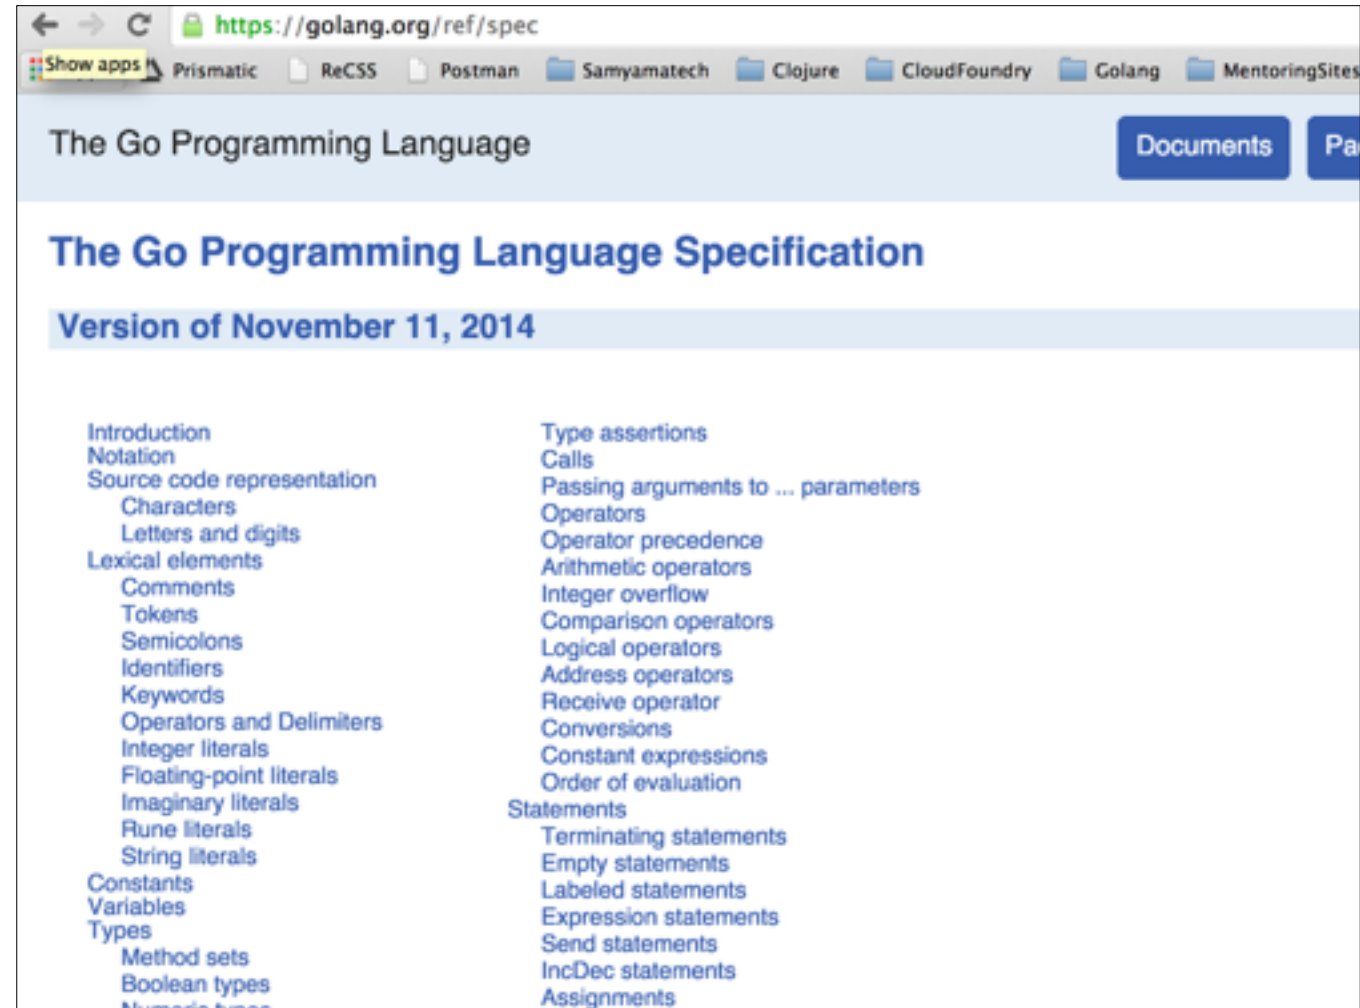 https://golang.org/ref/spec
Show apps Prismatic ReCSS Postman Samyamatech Clojure CloudFoundry Golang MentoringSites
The Go Programming Language Documents
The Go Programming Language Specification
Version of November 11, 2014
Introduction
Notation
Source code representation
Characters
Letters and digits
Lexical elements
Comments
Tokens
Semicolons
Identifiers
Keywords
Operators and Delimiters
Integer literals
Floating-point literals
Imaginary literals
Rune literals
String literals
Constants
Variables
Types
Method sets
Boolean types
Type assertions
Calls
Passing arguments to ... parameters
Operators
Operator precedence
Arithmetic operators
Integer overflow
Comparison operators
Logical operators
Address operators
Receive operator
Conversions
Constant expressions
Order of evaluation
Statements
Terminating statements
Empty statements
Labeled statements
Expression statements
Send statements
IncDec statements
Assignments